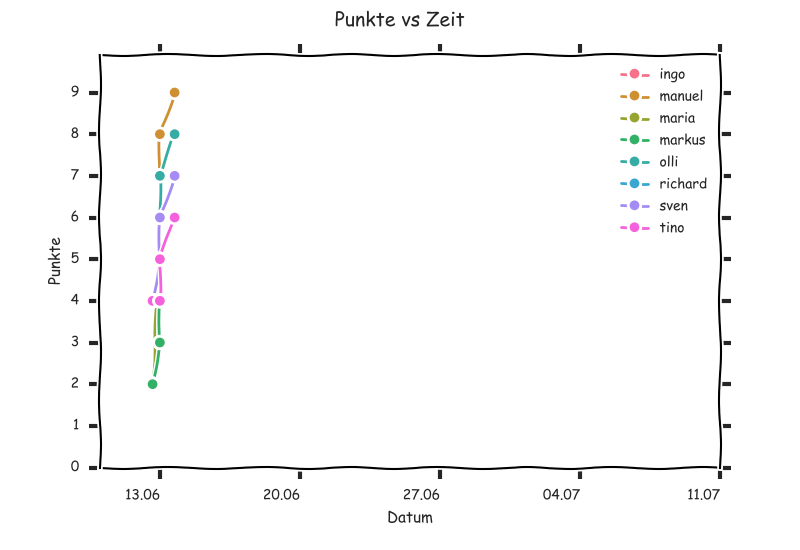 Punkte vs Zeit
ingo
manuel
maria
markus
olli
richard
sven
tino
9
8
7
6
5
4
3
2
1
0
Punkte
13.06 20.06 27.06 04.07 11.07
Datum